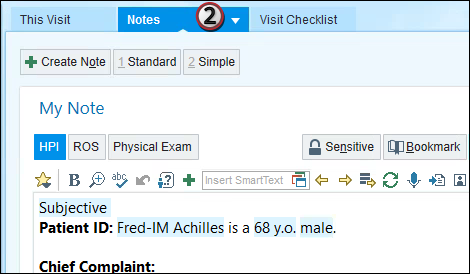 This Visit Notes 2 Visit Checklist
Create Note 1 Standard 2 Simple
My Note
HPI ROS Physical Exam Sensitive Bookmark
B abc Insert SmartText
Subjective
Patient ID: Fred-IM Achilles is a 68 y.o. male.
Chief Complaint: